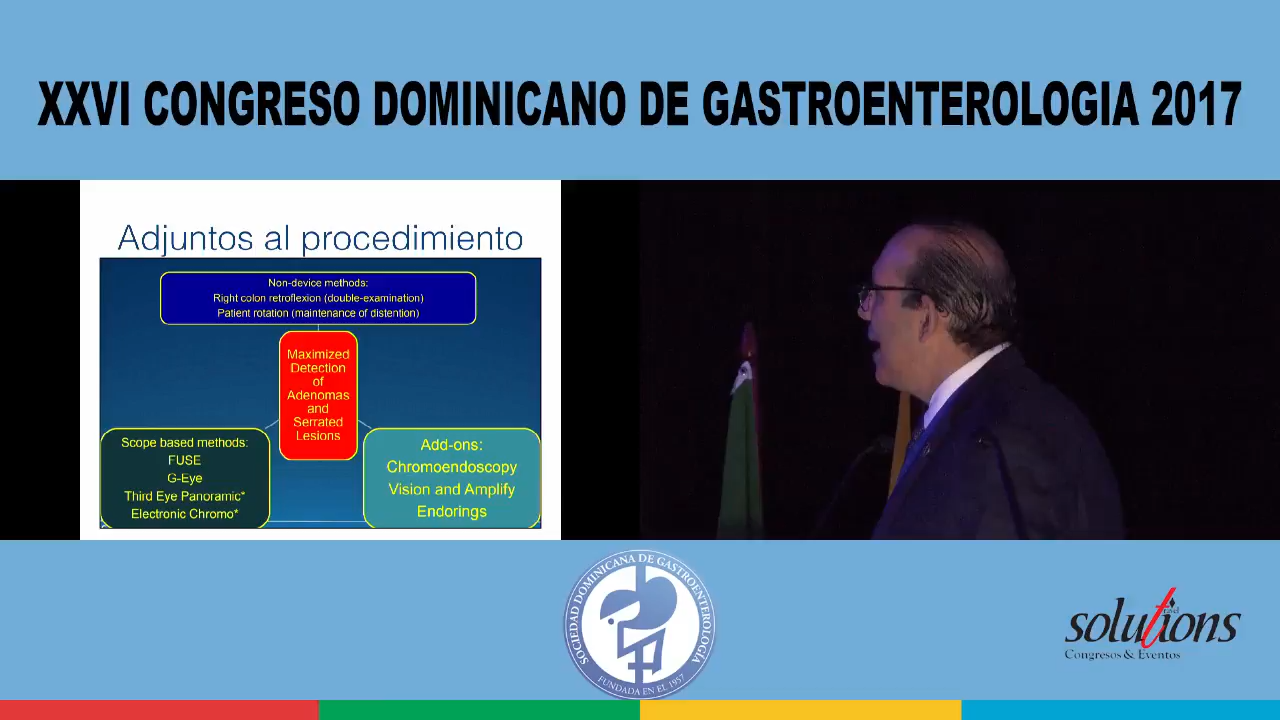 XXVI CONGRESO DOMINICANO DE GASTROENTEROLOGIA 2017
Adjuntos al procedimiento
Non-device methods:
Right colon retroflexion (double-examination)
Patient rotation (maintenance of distention)
Maximized
Detection
of
Adenomas
and
Serrated
Lesions
Scope based methods:
FUSE
G-Eye
Third Eye Panoramic*
Electronic Chromo*
Add-ons:
Chromoendoscopy
Vision and Amplify
Endorings
SOCIEDAD DOMINICANA DE GASTROENTEROLOGÍA
FUNDADA EN EL 1957
solutions
travel
Congresos & Eventos